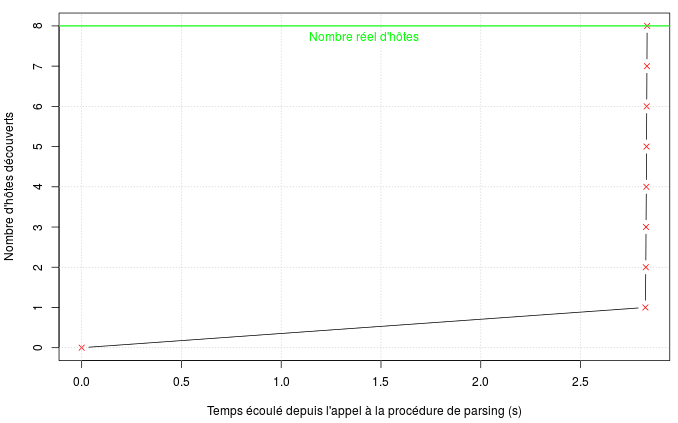 Nombre réel d'hôtes
Nombre d'hôtes découverts
8
7
6
5
4
3
2
1
0
0.0 0.5 1.0 1.5 2.0 2.5
Temps écoulé depuis l'appel à la procédure de parsing (s)